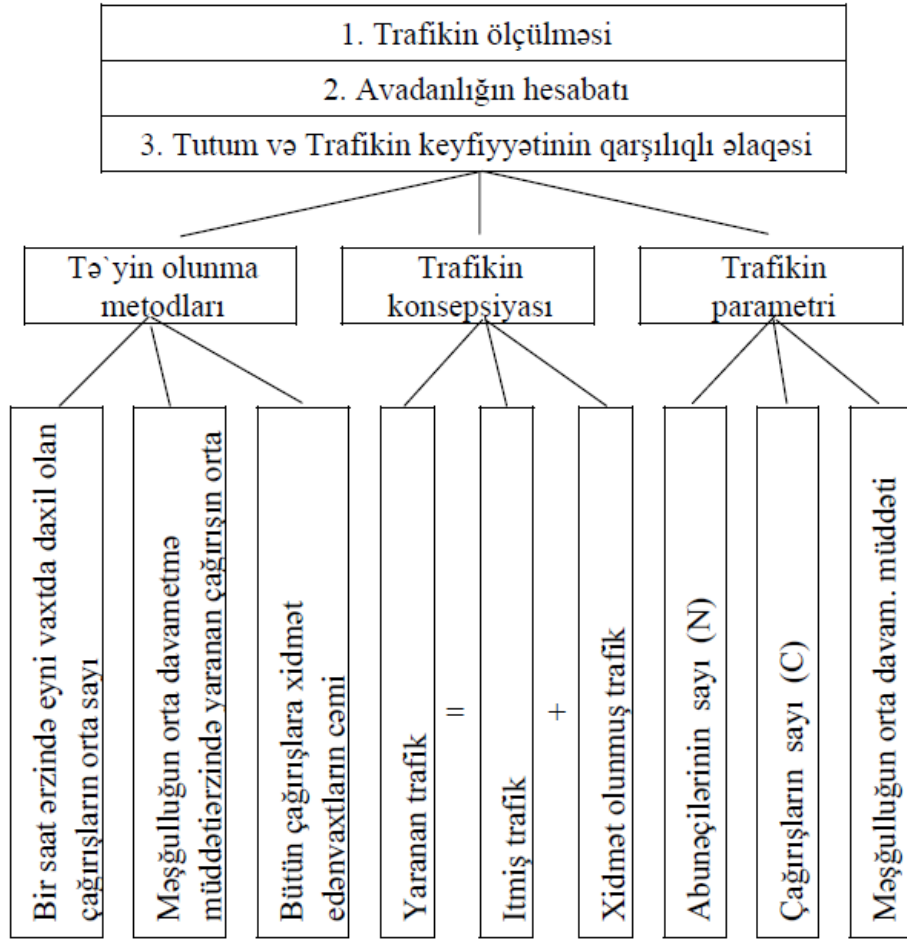 1. Trafikin ölçülməsi
2. Avadanlığın hesabatı
3. Tutum və Trafikin keyfiyyətinin qarşılıqlı əlaqəsi
Tə`yin olunma
metodları
Trafikin
konsepsiyası
Trafikin
parametri
Bir saat ərzində eyni vaxtda daxil olan
çağırışların orta sayı
Məşğulluğun orta davametmə
müddətiərzində yaranan çağırışın orta
Bütün çağırışlara xidmət
edənvaxtların cəmi
Yaranan trafik
=
Itmiş trafik
+
Xidmət olunmuş trafik
Abunəçilərinin sayı (N)
Çağırışların sayı (C)
Məşğulluğun orta davam. müddəti